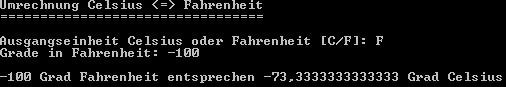 Umrechnung Celsius <=> Fahrenheit
=================================
Ausgangseinheit Celsius oder Fahrenheit [C/F]: F
Grade in Fahrenheit: -100
-100 Grad Fahrenheit entsprechen -73,3333333333333 Grad Celsius